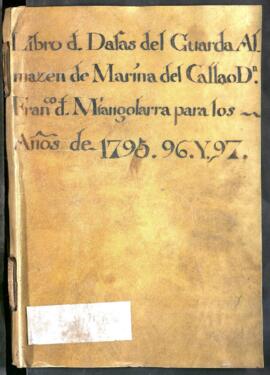 Libro d. Dasas del Guarda Al
mazen de Marina del Callao Dn.
Franco. d. Miangolarra para los
Años de 1795. 96. Y. 97.